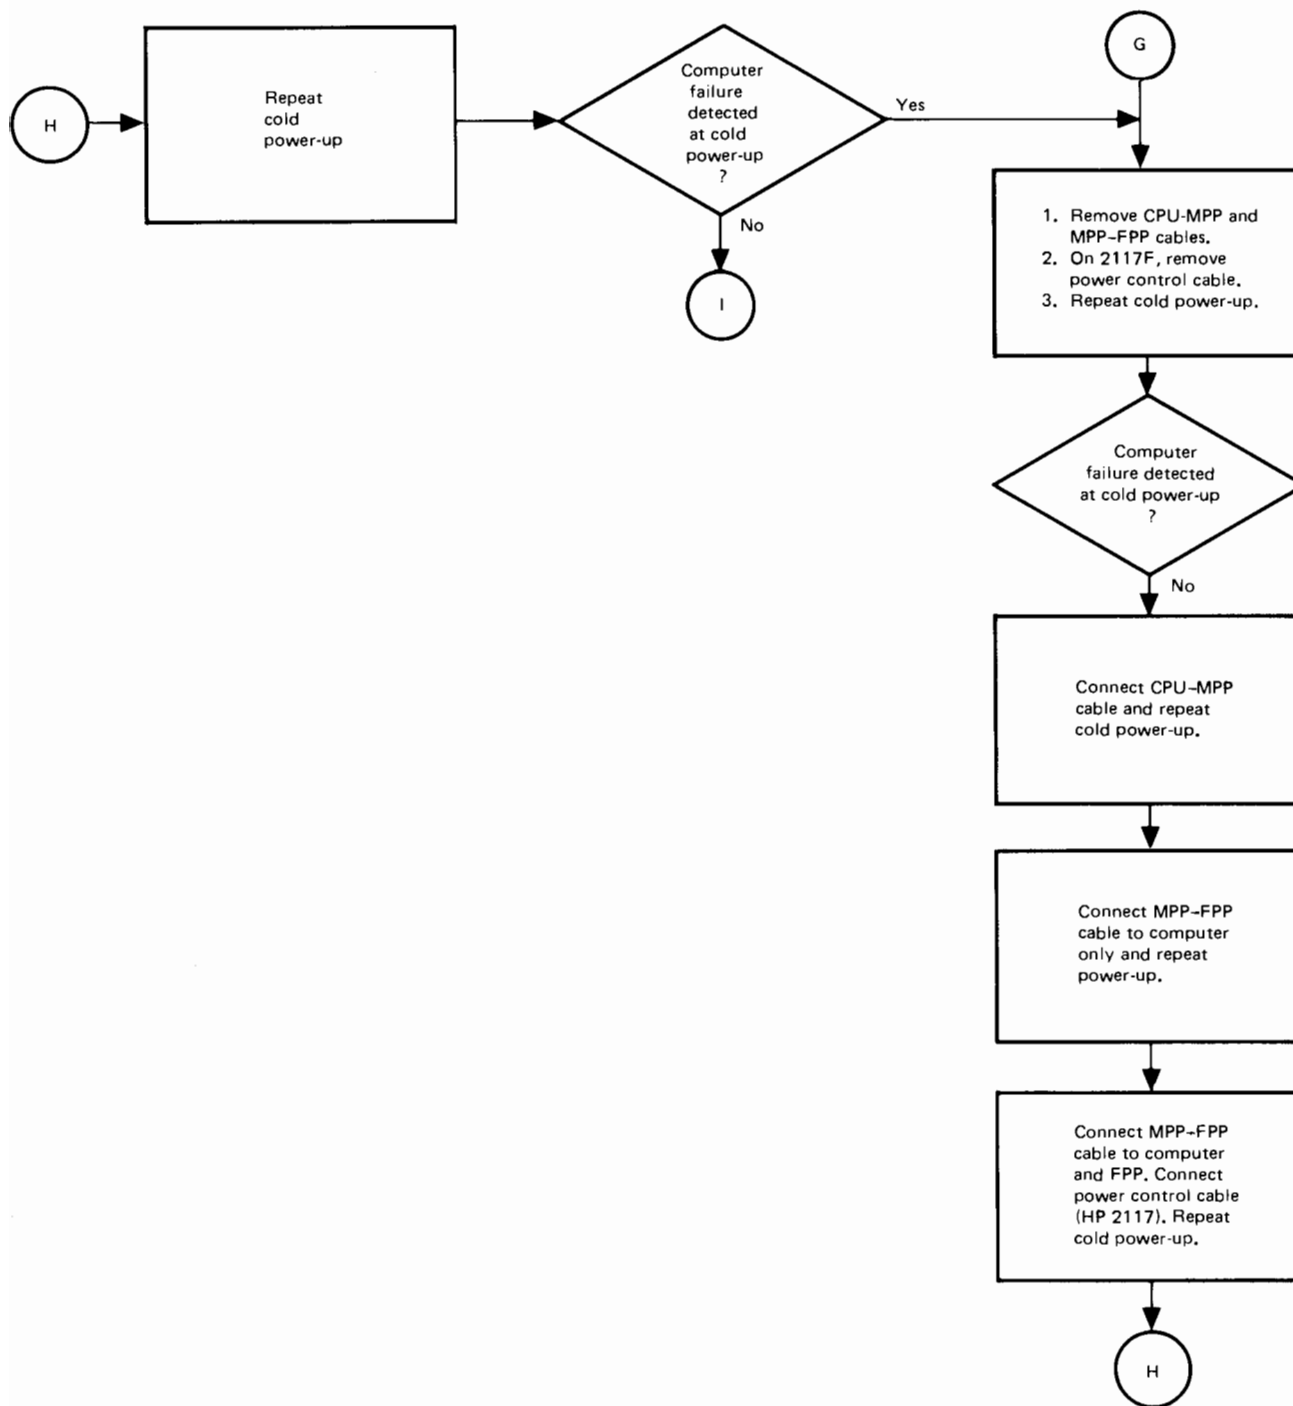 H
Repeat
cold
power-up
Computer
failure
detected
at cold
power-up
?
Yes
No
I
G
1. Remove CPU-MPP and
MPP-FPP cables.
2. On 2117F, remove
power control cable.
3. Repeat cold power-up.
Computer
failure detected
at cold power-up
?
No
Connect CPU-MPP
cable and repeat
cold power-up.
Connect MPP-FPP
cable to computer
only and repeat
power-up.
Connect MPP-FPP
cable to computer
and FPP. Connect
power control cable
(HP 2117). Repeat
cold power-up.
H